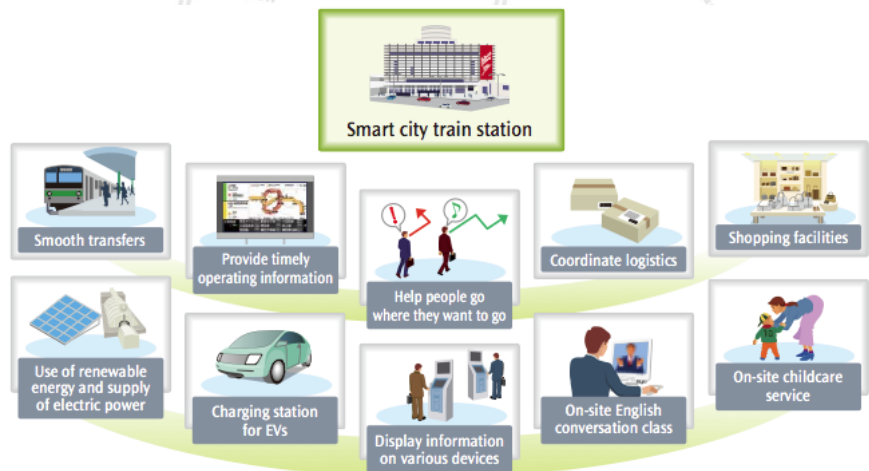 Smart city train station
Smooth transfers
Provide timely
operating information
Help people go
where they want to go
Coordinate logistics
Shopping facilities
Use of renewable
energy and supply
of electric power
Charging station
for EVs
Display information
on various devices
On-site English
conversation class
On-site childcare
service